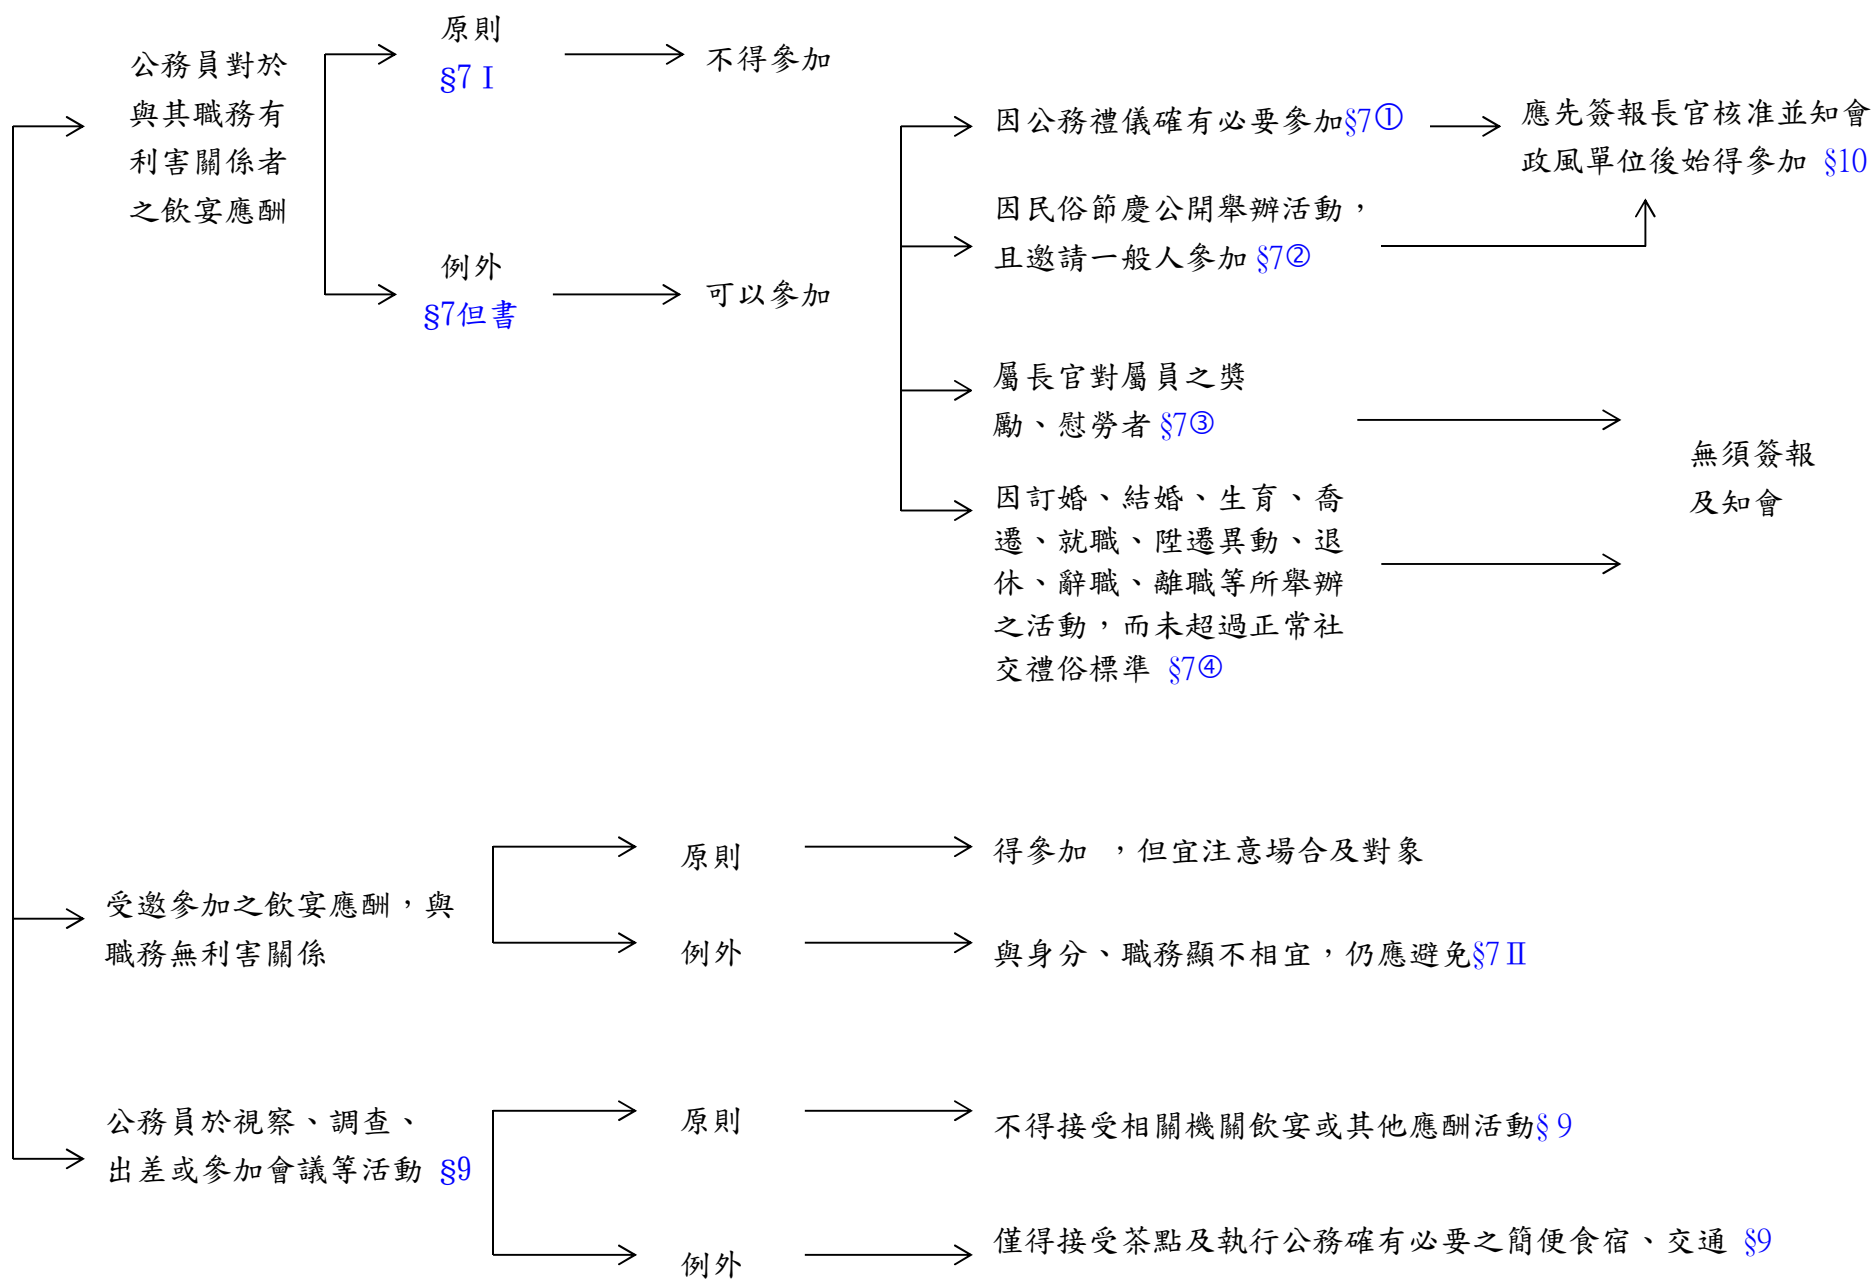 公務員對於
與其職務有
利害關係者
之飲宴應酬
原則
§7 I
不得參加
例外
§7但書
可以參加
因公務禮儀確有必要參加§7①
應先簽報長官核准並知會
政風單位後始得參加 §10
因民俗節慶公開舉辦活動，
且邀請一般人參加 §7②
屬長官對屬員之獎
勵、慰勞者 §7③
因訂婚、結婚、生育、喬
遷、就職、陞遷異動、退
休、辭職、離職等所舉辦
之活動，而未超過正常社
交禮俗標準 §7④
無須簽報
及知會
受邀參加之飲宴應酬，與
職務無利害關係
原則
得參加 ，但宜注意場合及對象
例外
與身分、職務顯不相宜，仍應避免§7Ⅱ
公務員於視察、調查、
出差或參加會議等活動 §9
原則
不得接受相關機關飲宴或其他應酬活動§ 9
例外
僅得接受茶點及執行公務確有必要之簡便食宿、交通 §9